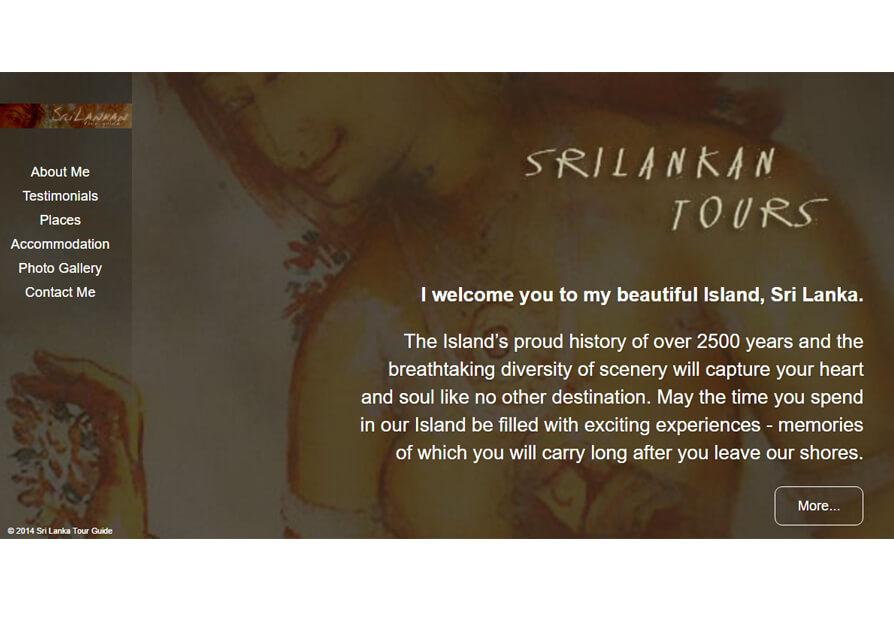 SRI LANKAN
About Me
Testimonials
Places
Accommodation
Photo Gallery
Contact Me
© 2014 Sri Lanka Tour Guide
SRILANKAN
TOURS
I welcome you to my beautiful Island, Sri Lanka.
The Island’s proud history of over 2500 years and the
breathtaking diversity of scenery will capture your heart
and soul like no other destination. May the time you spend
in our Island be filled with exciting experiences - memories
of which you will carry long after you leave our shores.
More...